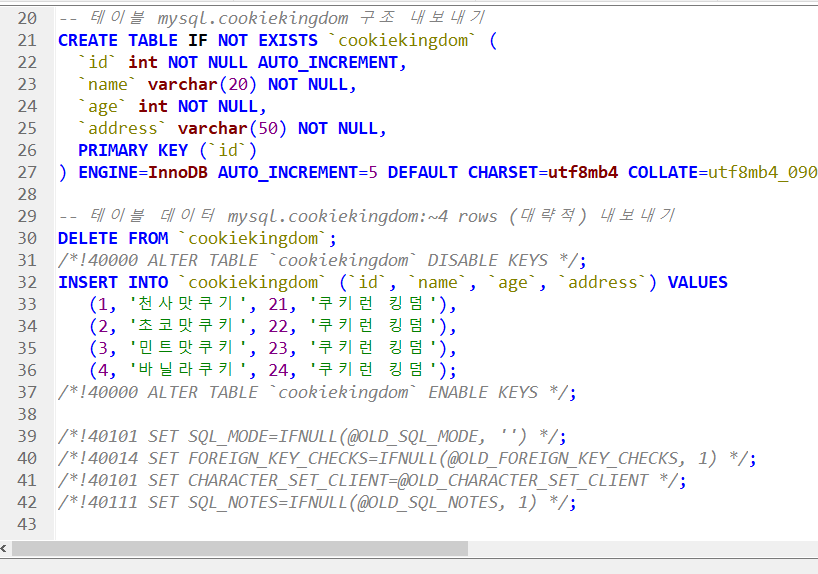 20 -- 테이블 mysql.cookiekingdom 구조 내보내기
21 CREATE TABLE IF NOT EXISTS `cookiekingdom` (
22   `id` int NOT NULL AUTO_INCREMENT,
23   `name` varchar(20) NOT NULL,
24   `age` int NOT NULL,
25   `address` varchar(50) NOT NULL,
26   PRIMARY KEY (`id`)
27 ) ENGINE=InnoDB AUTO_INCREMENT=5 DEFAULT CHARSET=utf8mb4 COLLATE=utf8mb4_090
28
29 -- 테이블 데이터 mysql.cookiekingdom:~4 rows (대략적) 내보내기
30 DELETE FROM `cookiekingdom`;
31 /*!40000 ALTER TABLE `cookiekingdom` DISABLE KEYS */;
32 INSERT INTO `cookiekingdom` (`id`, `name`, `age`, `address`) VALUES
33    (1, '천사맛쿠기', 21, '쿠키런 킹덤'),
34    (2, '초코맛쿠키', 22, '쿠키런 킹덤'),
35    (3, '민트맛쿠키', 23, '쿠키런 킹덤'),
36    (4, '바닐라쿠키', 24, '쿠키런 킹덤');
37 /*!40000 ALTER TABLE `cookiekingdom` ENABLE KEYS */;
38
39 /*!40101 SET SQL_MODE=IFNULL(@OLD_SQL_MODE, '') */;
40 /*!40014 SET FOREIGN_KEY_CHECKS=IFNULL(@OLD_FOREIGN_KEY_CHECKS, 1) */;
41 /*!40101 SET CHARACTER_SET_CLIENT=@OLD_CHARACTER_SET_CLIENT */;
42 /*!40111 SET SQL_NOTES=IFNULL(@OLD_SQL_NOTES, 1) */;
43